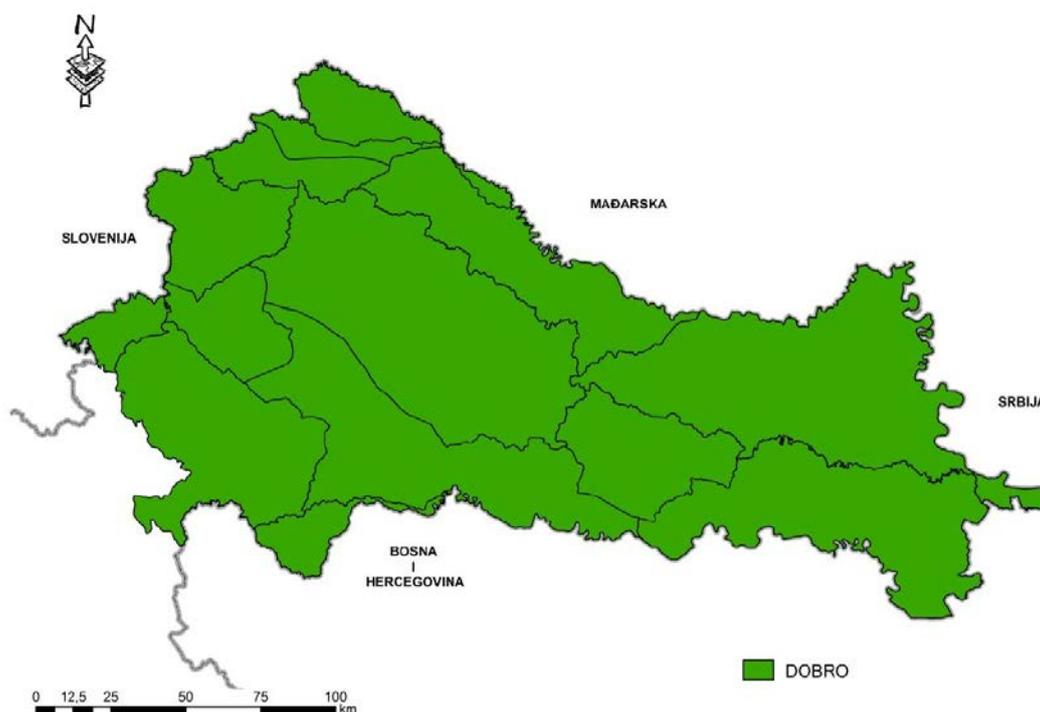 N
MAĐARSKA
SLOVENIJA
SRBIJA
BOSNA
I
HERCEGOVINA
DOBRO
0 12,5 25 50 75 100
km